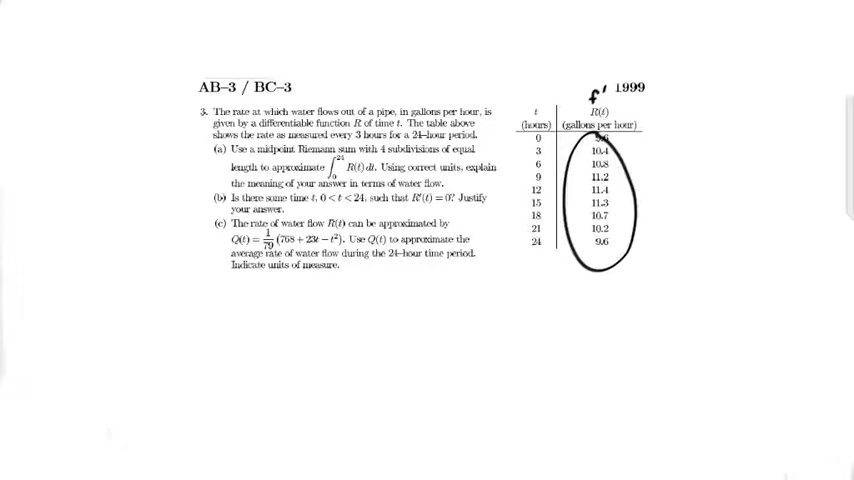 AB–3 / BC–3
f' 1999
3. The rate at which water flows out of a pipe, in gallons per hour, is
given by a differentiable function R of time t. The table above
shows the rate as measured every 3 hours for a 24–hour period.
(a) Use a midpoint Riemann sum with 4 subdivisions of equal
length to approximate ∫₀²⁴ R(t) dt. Using correct units, explain
the meaning of your answer in terms of water flow.
(b) Is there some time t, 0 < t < 24, such that R'(t) = 0? Justify
your answer.
(c) The rate of water flow R(t) can be approximated by
Q(t) = 1/79 (768 + 23t − t²). Use Q(t) to approximate the
average rate of water flow during the 24–hour time period.
Indicate units of measure.
t R(t)
(hours) (gallons per hour)
0 9.6
3 10.4
6 10.8
9 11.2
12 11.4
15 11.3
18 10.7
21 10.2
24 9.6